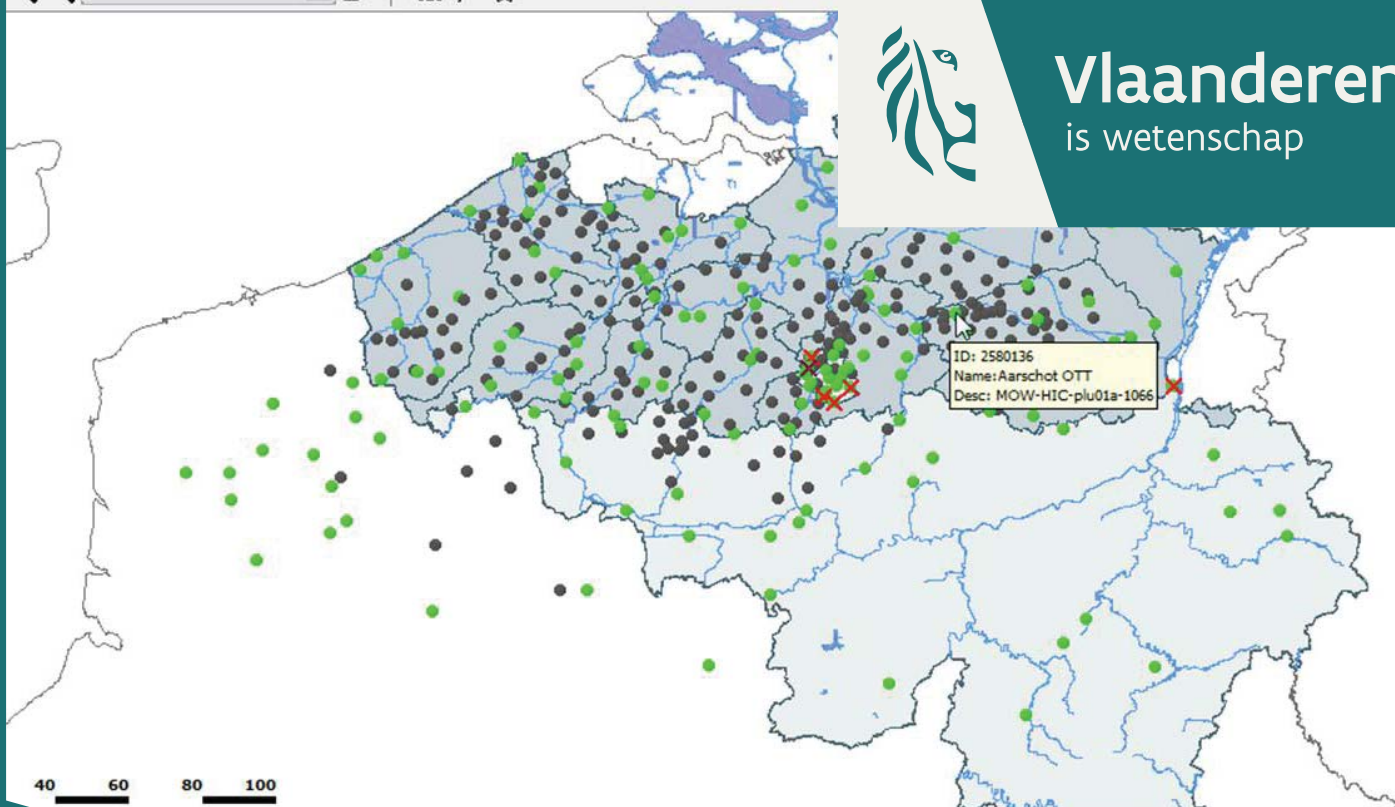 Vlaanderen
is wetenschap
ID: 2580136
Name:Aarschot OTT
Desc: MOW-HIC-plu01a-1066
40 60 80 100